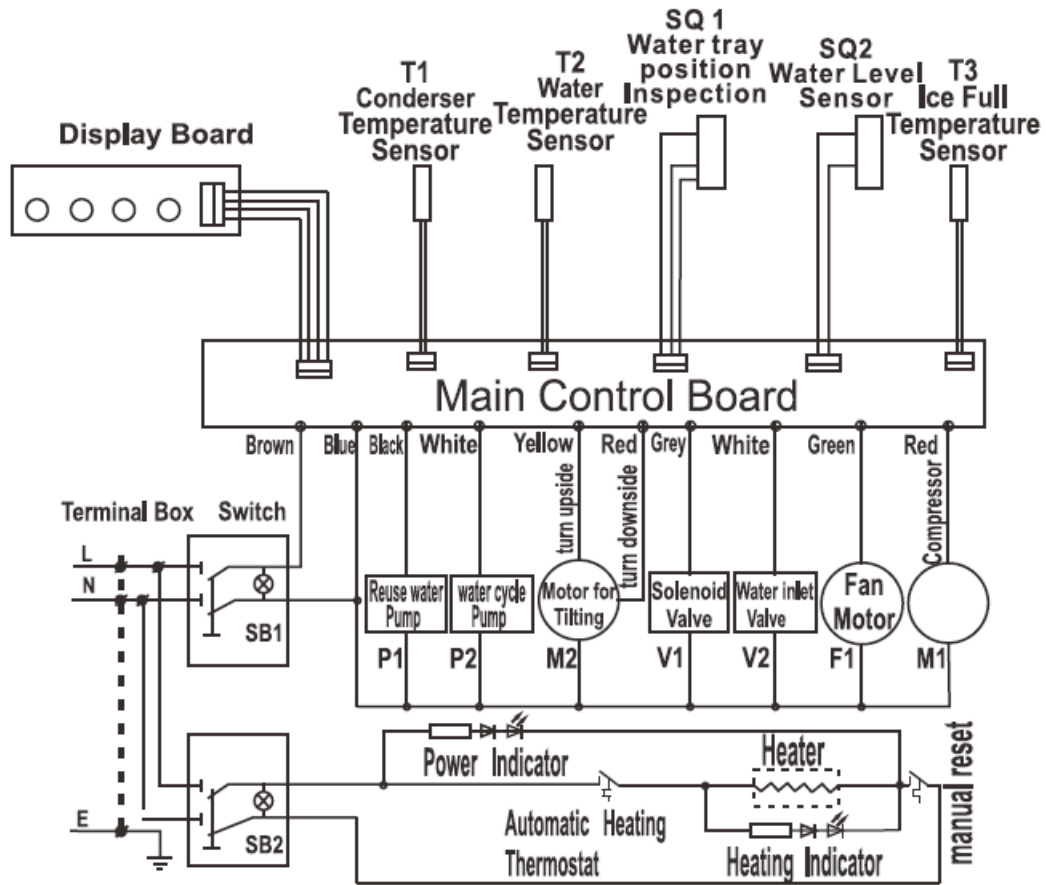 SQ 1
Water tray
position
Inspection
SQ2
Water Level
Sensor
T1
Conderser
Temperature
Sensor
T2
Water
Temperature
Sensor
T3
Ice Full
Temperature
Sensor
Display Board
Main Control Board
Brown
Blue
Black
White
Yellow
Red
Grey
White
Green
Red
turn upside
turn downside
Compressor
Terminal Box
Switch
L
N
SB1
Reuse water
Pump
water cycle
Pump
Motor for
Tilting
Solenoid
Valve
Water inlet
Valve
Fan
Motor
P1
P2
M2
V1
V2
F1
M1
Power Indicator
Heater
manual reset
E
SB2
Automatic Heating
Thermostat
Heating Indicator